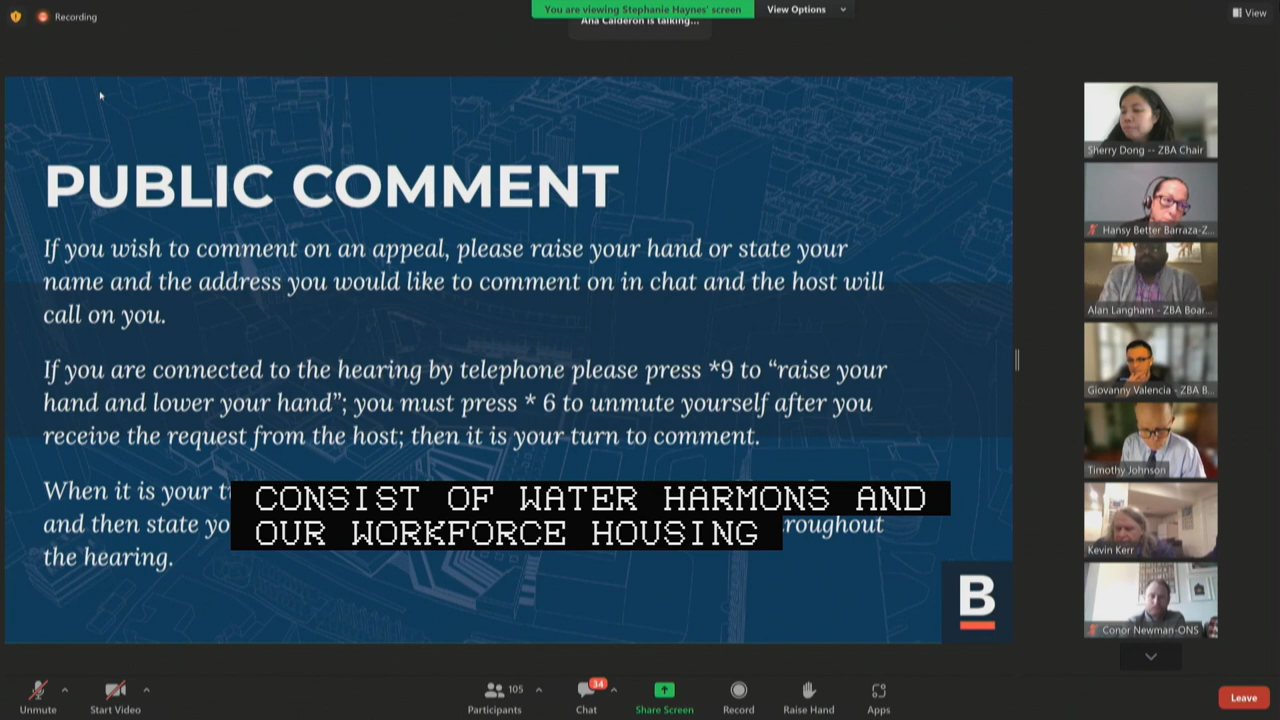 Recording
You are viewing Stephanie Haynes' screen
View Options
Ana Calderon is talking...
View
PUBLIC COMMENT
If you wish to comment on an appeal, please raise your hand or state your
name and the address you would like to comment on in chat and the host will
call on you.
If you are connected to the hearing by telephone please press *9 to “raise your
hand and lower your hand”; you must press * 6 to unmute yourself after you
receive the request from the host; then it is your turn to comment.
When it is your
and then state
the hearing.
CONSIST OF WATER HARMONS AND
OUR WORKFORCE HOUSING
B
Sherry Dong -- ZBA Chair
Hansy Better Barraza-Z...
Alan Langham - ZBA Boar...
Giovanny Valencia - ZBA B...
Timothy Johnson
Kevin Kerr
Conor Newman-ONS
Unmute
Start Video
105
Participants
34
Chat
Share Screen
Record
Raise Hand
Apps
Leave